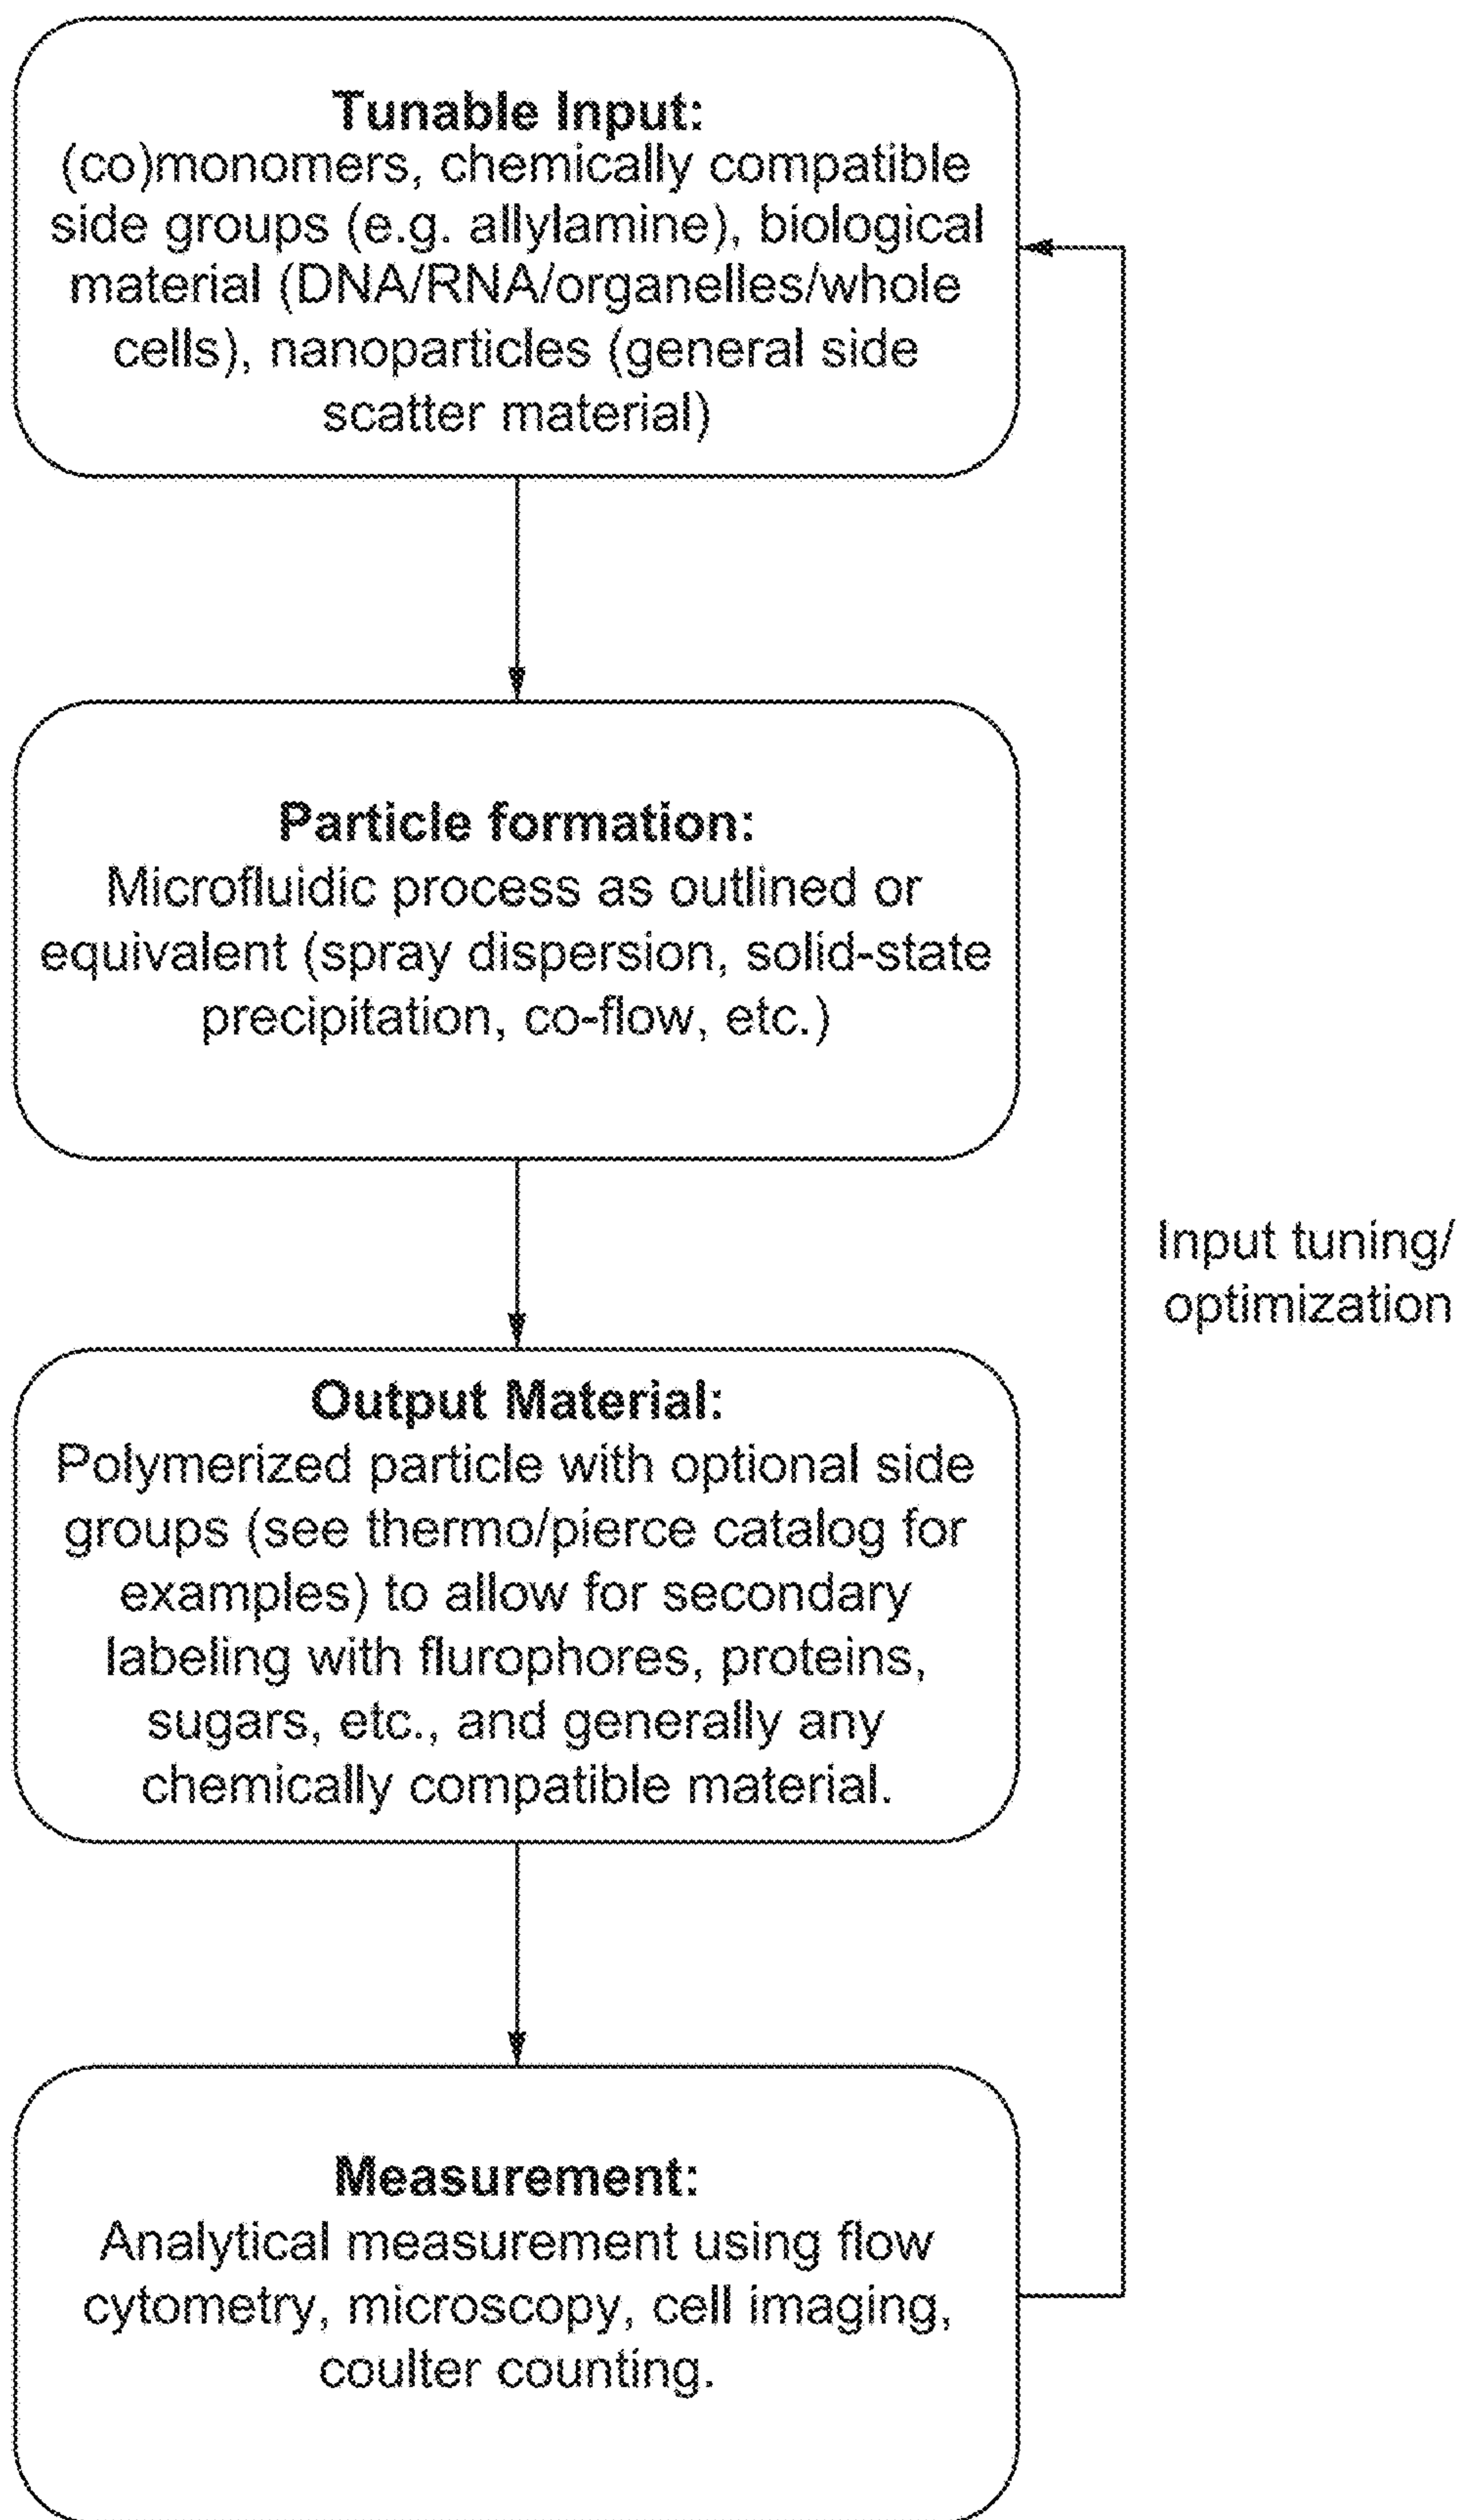 Tunable Input:
(co)monomers, chemically compatible
side groups (e.g. allylamine), biological
material (DNA/RNA/organelles/whole
cells), nanoparticles (general side
scatter material)
Particle formation:
Microfluidic process as outlined or
equivalent (spray dispersion, solid-state
precipitation, co-flow, etc.)
Input tuning/
optimization
Output Material:
Polymerized particle with optional side
groups (see thermo/pierce catalog for
examples) to allow for secondary
labeling with flurophores, proteins,
sugars, etc., and generally any
chemically compatible material.
Measurement:
Analytical measurement using flow
cytometry, microscopy, cell imaging,
coulter counting.